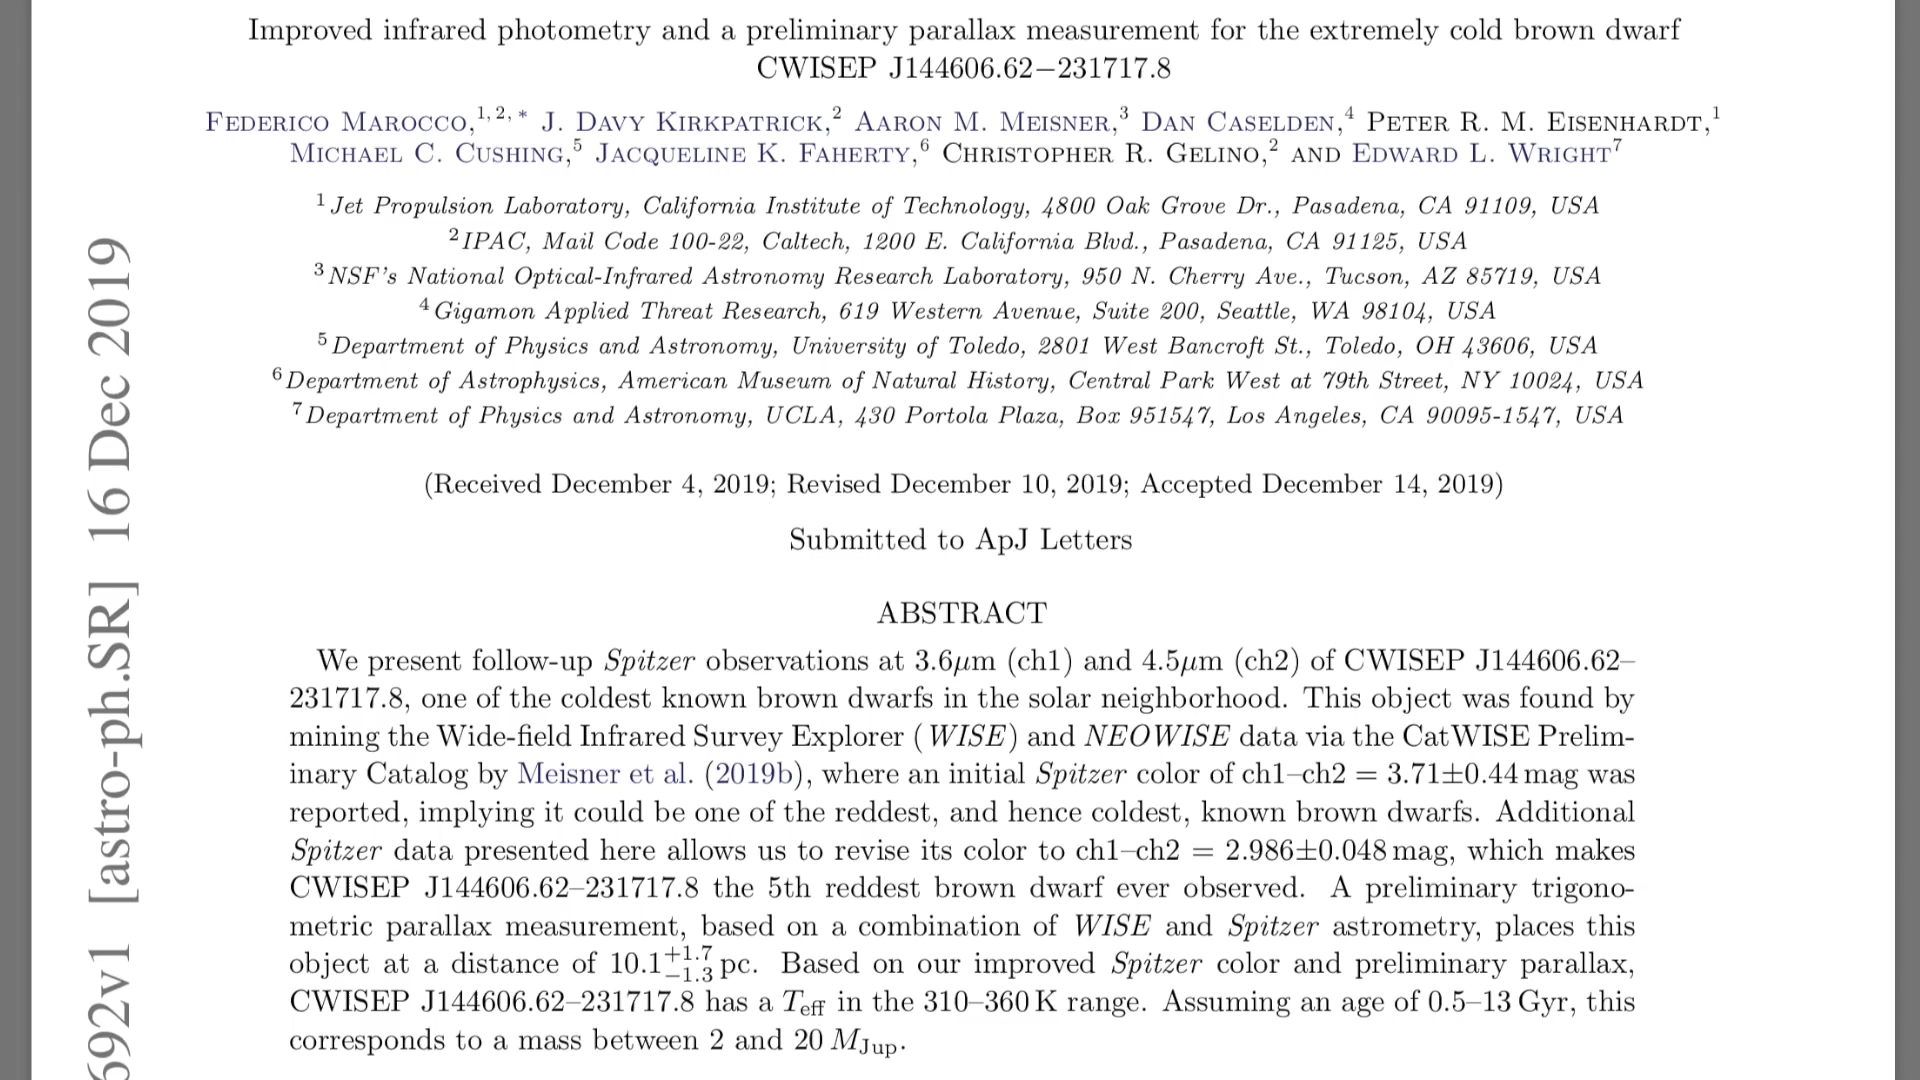 Improved infrared photometry and a preliminary parallax measurement for the extremely cold brown dwarf
CWISEP J144606.62−231717.8
Federico Marocco,1, 2, * J. Davy Kirkpatrick,2 Aaron M. Meisner,3 Dan Caselden,4 Peter R. M. Eisenhardt,1
Michael C. Cushing,5 Jacqueline K. Faherty,6 Christopher R. Gelino,2 and Edward L. Wright7
1 Jet Propulsion Laboratory, California Institute of Technology, 4800 Oak Grove Dr., Pasadena, CA 91109, USA
2 IPAC, Mail Code 100-22, Caltech, 1200 E. California Blvd., Pasadena, CA 91125, USA
3 NSF's National Optical-Infrared Astronomy Research Laboratory, 950 N. Cherry Ave., Tucson, AZ 85719, USA
4 Gigamon Applied Threat Research, 619 Western Avenue, Suite 200, Seattle, WA 98104, USA
5 Department of Physics and Astronomy, University of Toledo, 2801 West Bancroft St., Toledo, OH 43606, USA
6 Department of Astrophysics, American Museum of Natural History, Central Park West at 79th Street, NY 10024, USA
7 Department of Physics and Astronomy, UCLA, 430 Portola Plaza, Box 951547, Los Angeles, CA 90095-1547, USA
(Received December 4, 2019; Revised December 10, 2019; Accepted December 14, 2019)
Submitted to ApJ Letters
ABSTRACT
We present follow-up Spitzer observations at 3.6μm (ch1) and 4.5μm (ch2) of CWISEP J144606.62–
231717.8, one of the coldest known brown dwarfs in the solar neighborhood. This object was found by
mining the Wide-field Infrared Survey Explorer (WISE) and NEOWISE data via the CatWISE Prelim-
inary Catalog by Meisner et al. (2019b), where an initial Spitzer color of ch1–ch2 = 3.71±0.44 mag was
reported, implying it could be one of the reddest, and hence coldest, known brown dwarfs. Additional
Spitzer data presented here allows us to revise its color to ch1–ch2 = 2.986±0.048 mag, which makes
CWISEP J144606.62–231717.8 the 5th reddest brown dwarf ever observed. A preliminary trigono-
metric parallax measurement, based on a combination of WISE and Spitzer astrometry, places this
object at a distance of 10.1+1.7−1.3 pc. Based on our improved Spitzer color and preliminary parallax,
CWISEP J144606.62–231717.8 has a Teff in the 310–360 K range. Assuming an age of 0.5–13 Gyr, this
corresponds to a mass between 2 and 20 MJup.
692v1 [astro-ph.SR] 16 Dec 2019